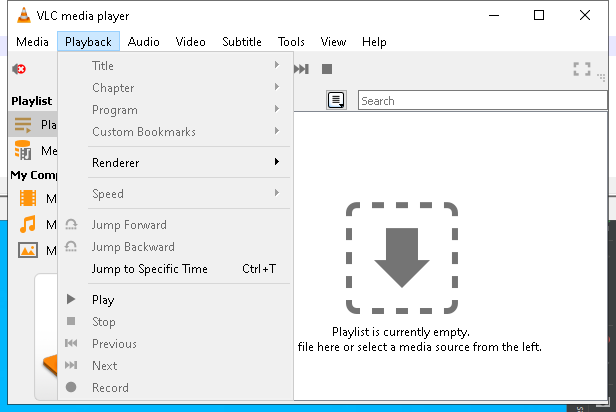 VLC media player
Media Playback Audio Video Subtitle Tools View Help
Title
Chapter
Program
Custom Bookmarks
Renderer
Speed
Jump Forward
Jump Backward
Jump to Specific Time Ctrl+T
Play
Stop
Previous
Next
Record
Playlist
Pla
Me
My Comp
M
M
M
Search
Playlist is currently empty.
file here or select a media source from the left.